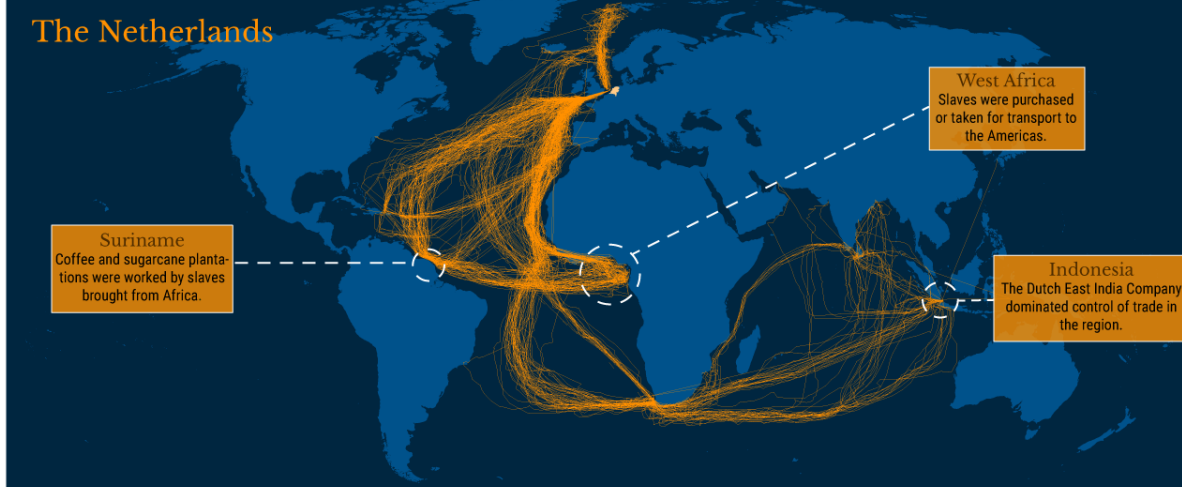 The Netherlands
West Africa
Slaves were purchased
or taken for transport to
the Americas.
Suriname
Coffee and sugarcane planta-
tions were worked by slaves
brought from Africa.
Indonesia
The Dutch East India Company
dominated control of trade in
the region.